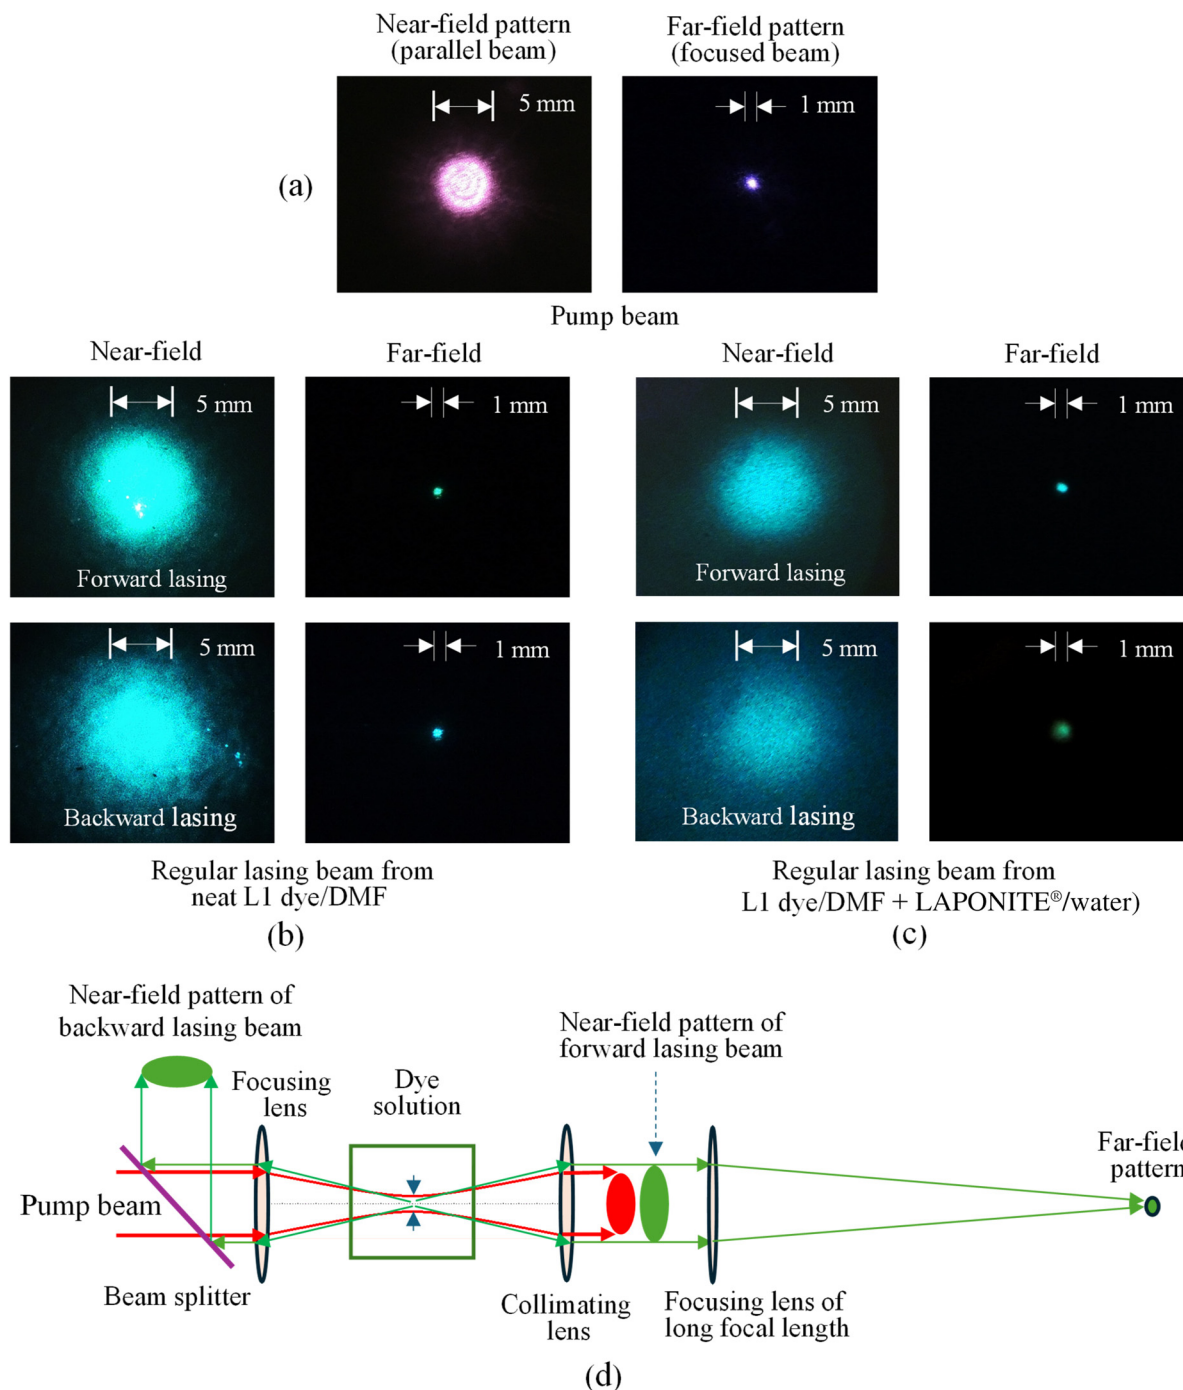 Near-field pattern
(parallel beam)
Far-field pattern
(focused beam)
5 mm
1 mm
(a)
Pump beam
Near-field
Far-field
Near-field
Far-field
5 mm
1 mm
5 mm
1 mm
Forward lasing
Forward lasing
5 mm
1 mm
5 mm
1 mm
Backward lasing
Backward lasing
Regular lasing beam from
neat L1 dye/DMF
(b)
Regular lasing beam from
L1 dye/DMF + LAPONITE®/water)
(c)
Near-field pattern of
backward lasing beam
Near-field pattern of
forward lasing beam
Focusing
lens
Dye
solution
Far-field
pattern
Pump beam
Beam splitter
Collimating
lens
Focusing lens of
long focal length
(d)